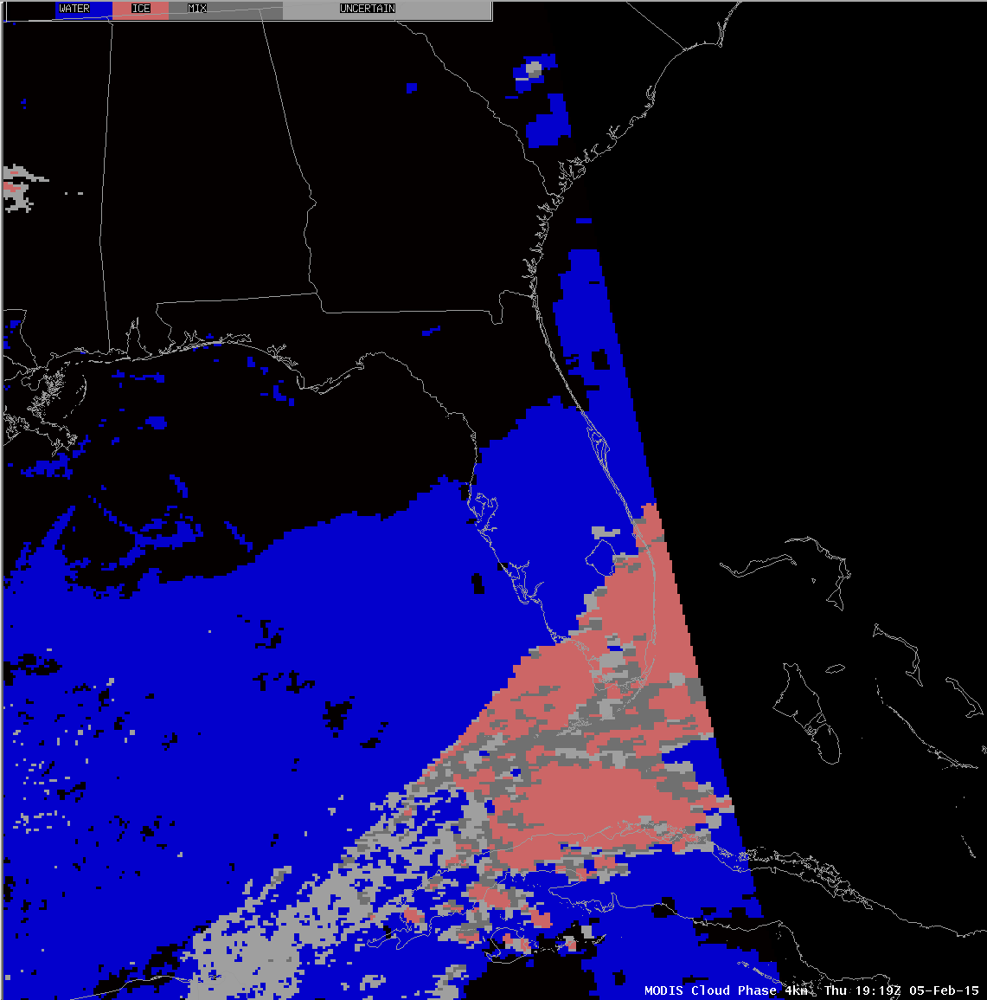 WATER ICE MIX UNCERTAIN
MODIS Cloud Phase 4km Thu 19:19Z 05-Feb-15